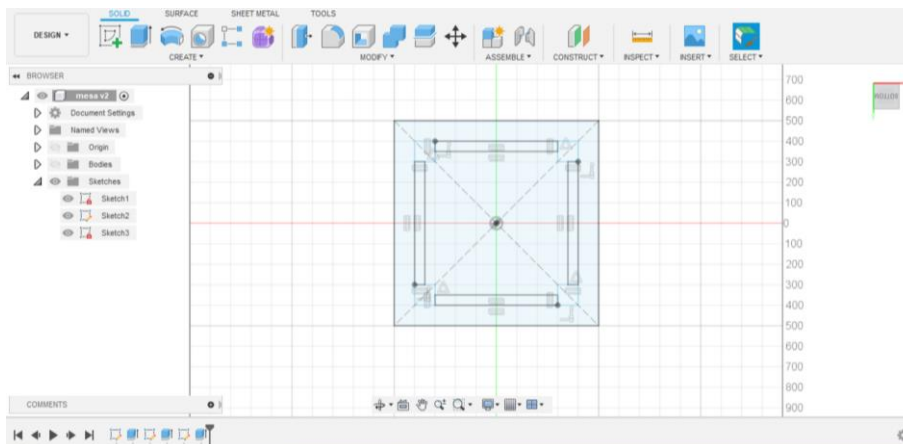 SOLID SURFACE SHEET METAL TOOLS
DESIGN
CREATE MODIFY ASSEMBLE CONSTRUCT INSPECT INSERT SELECT
BROWSER
mesa v2
Document Settings
Named Views
Origin
Bodies
Sketches
Sketch1
Sketch2
Sketch3
700
600
500
400
300
200
100
0
100
200
300
400
500
600
700
800
900
BOTTOM
COMMENTS